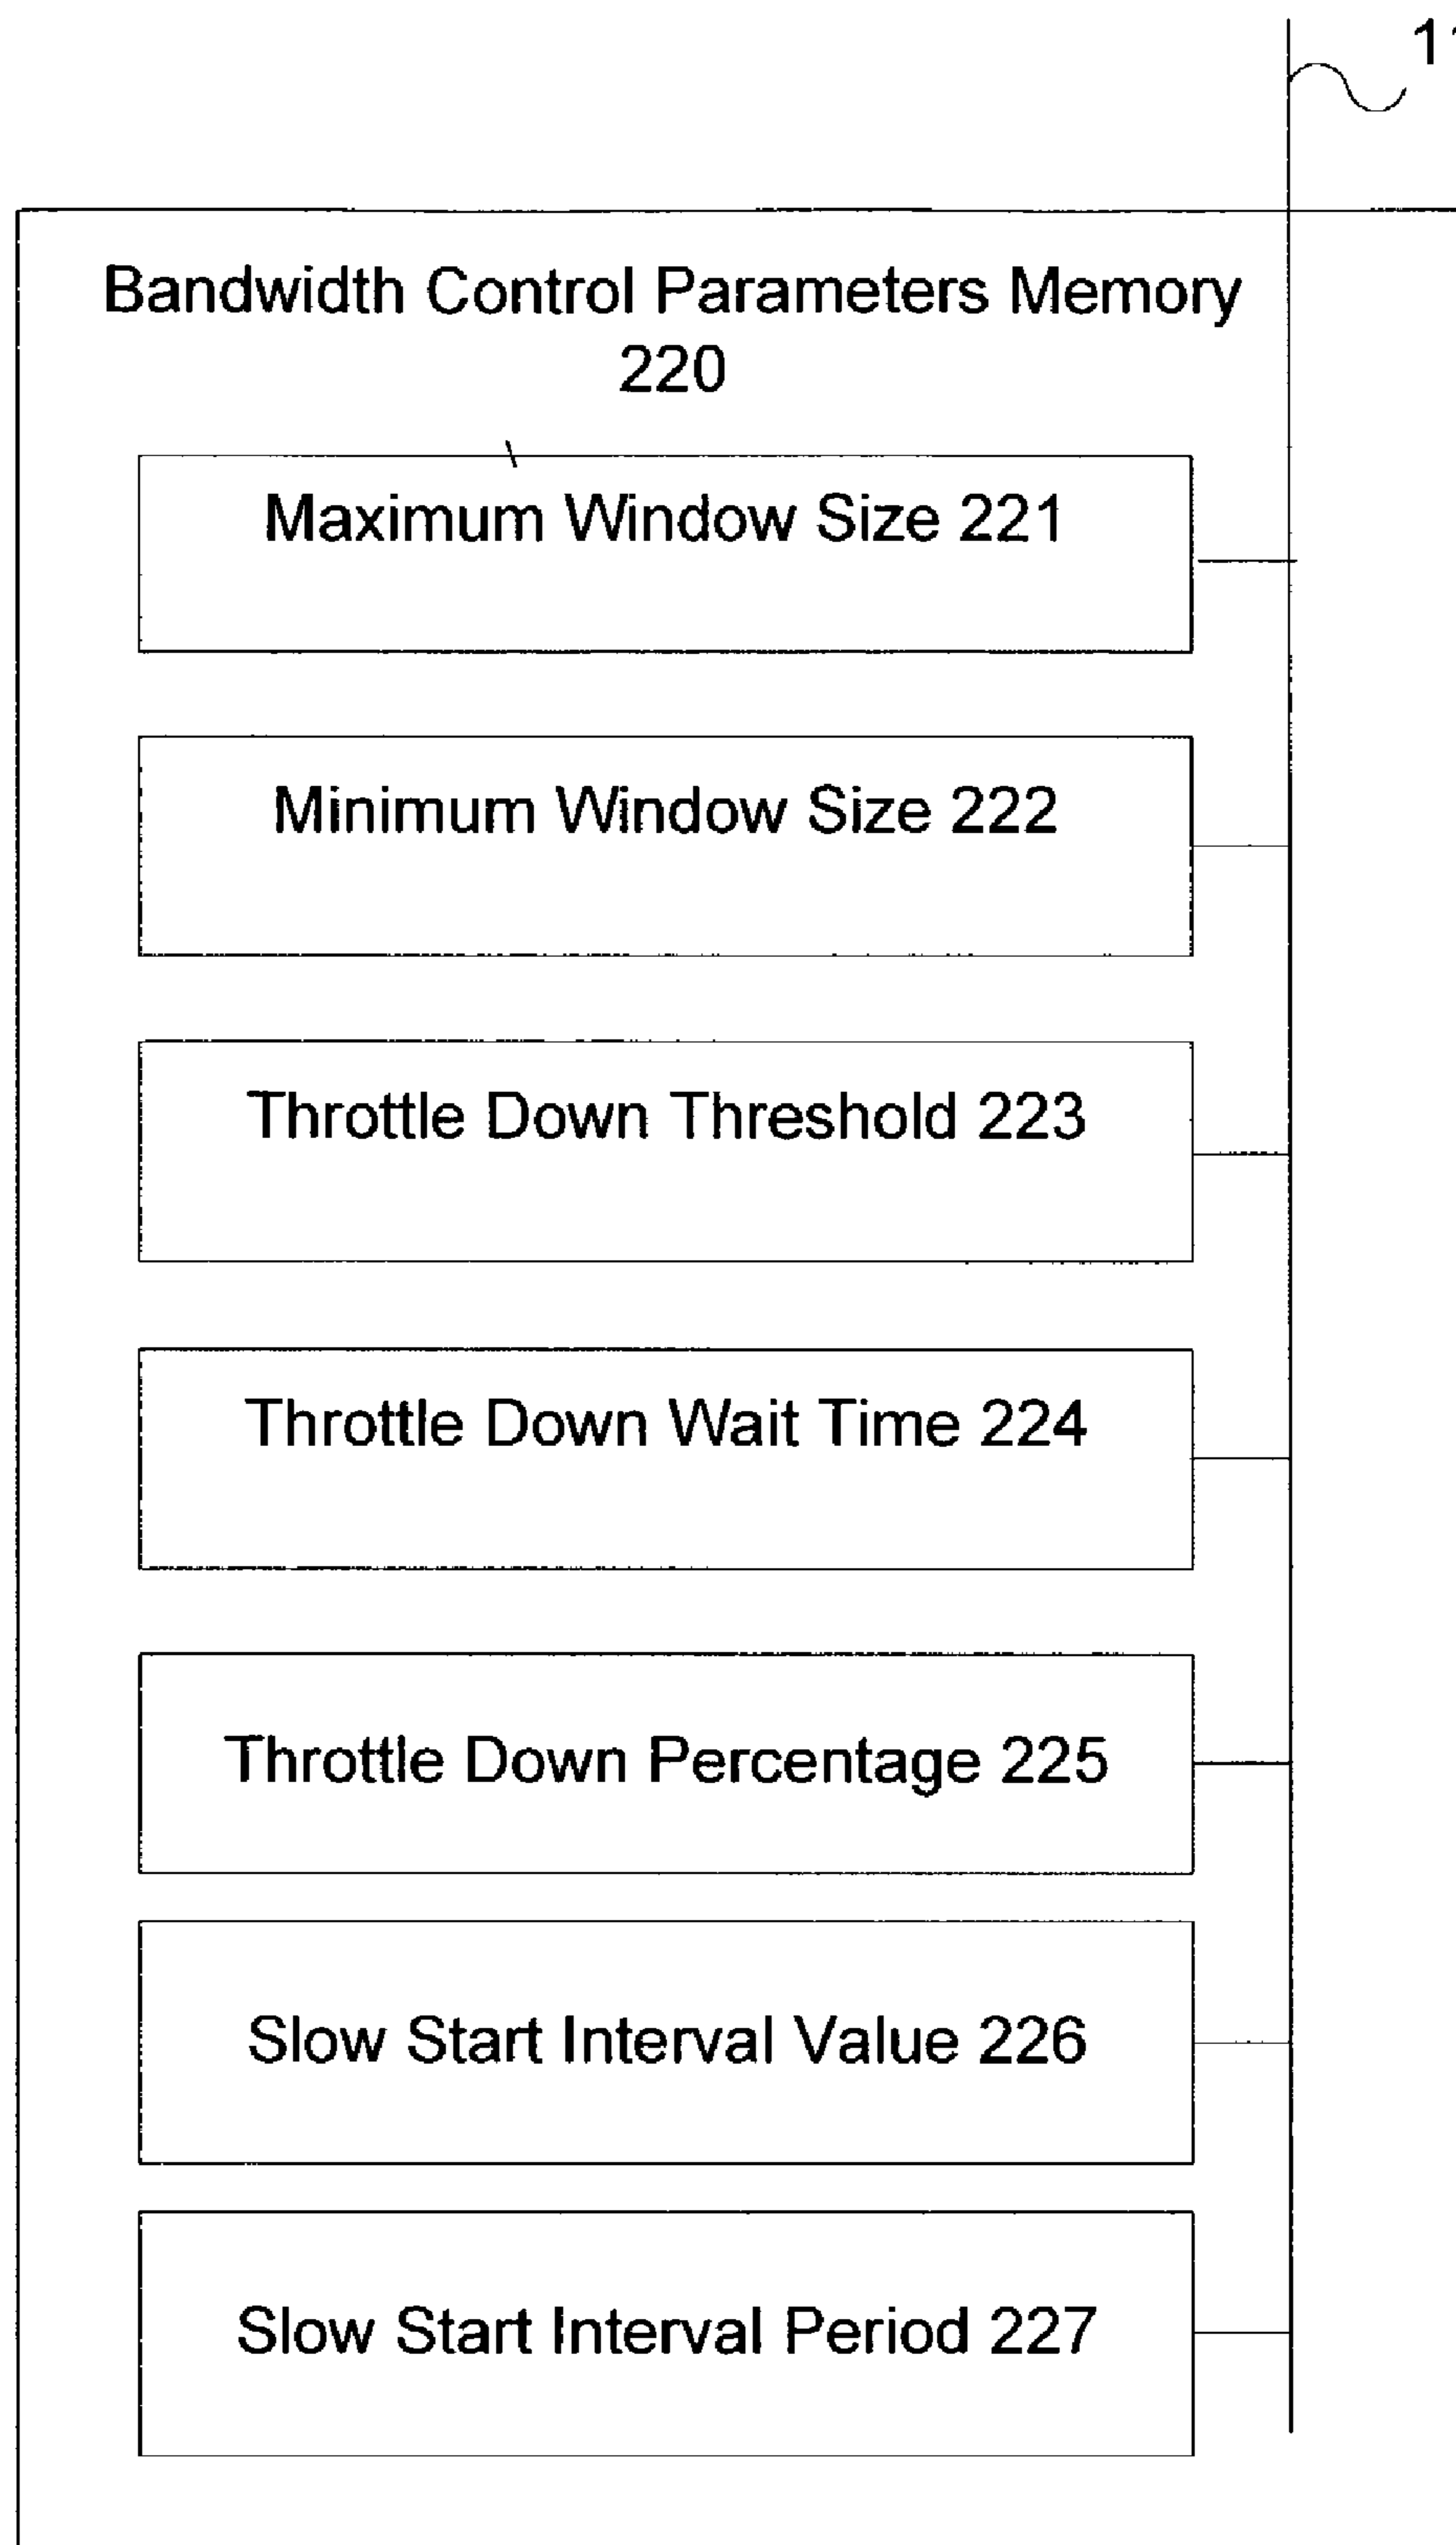 Bandwidth Control Parameters Memory
220
Maximum Window Size 221
Minimum Window Size 222
Throttle Down Threshold 223
Throttle Down Wait Time 224
Throttle Down Percentage 225
Slow Start Interval Value 226
Slow Start Interval Period 227